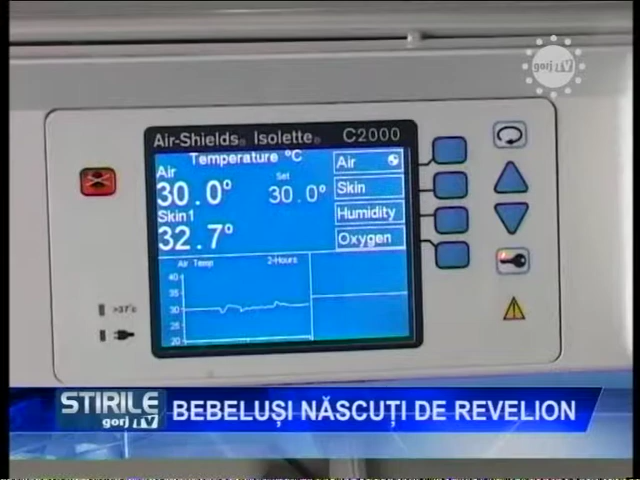 gorj TV
Air-Shields® Isolette® C2000
Temperature °C
Air
30.0°
Set
30.0°
Skin1
32.7°
Air
Skin
Humidity
Oxygen
Air Temp 2-Hours
40
35
30
25
20
>37°c
STIRILE
gorj TV
BEBELUȘI NĂSCUȚI DE REVELION